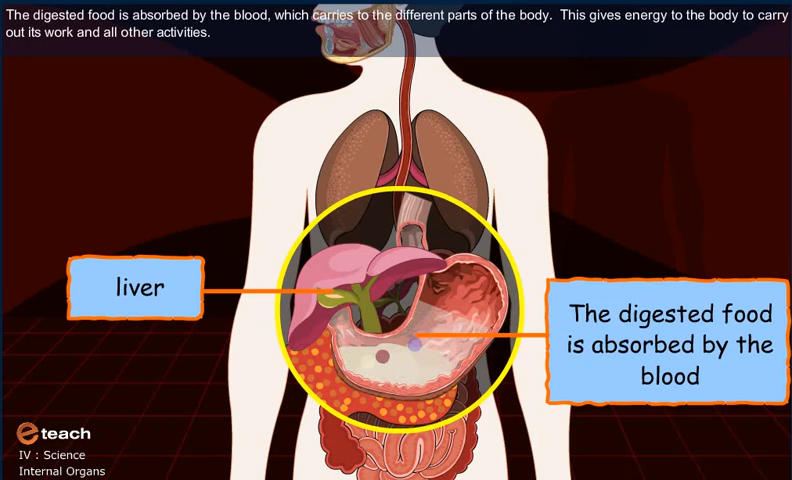 The digested food is absorbed by the blood, which carries to the different parts of the body.  This gives energy to the body to carry
out its work and all other activities.
liver
The digested food
is absorbed by the
blood
e teach
IV : Science
Internal Organs